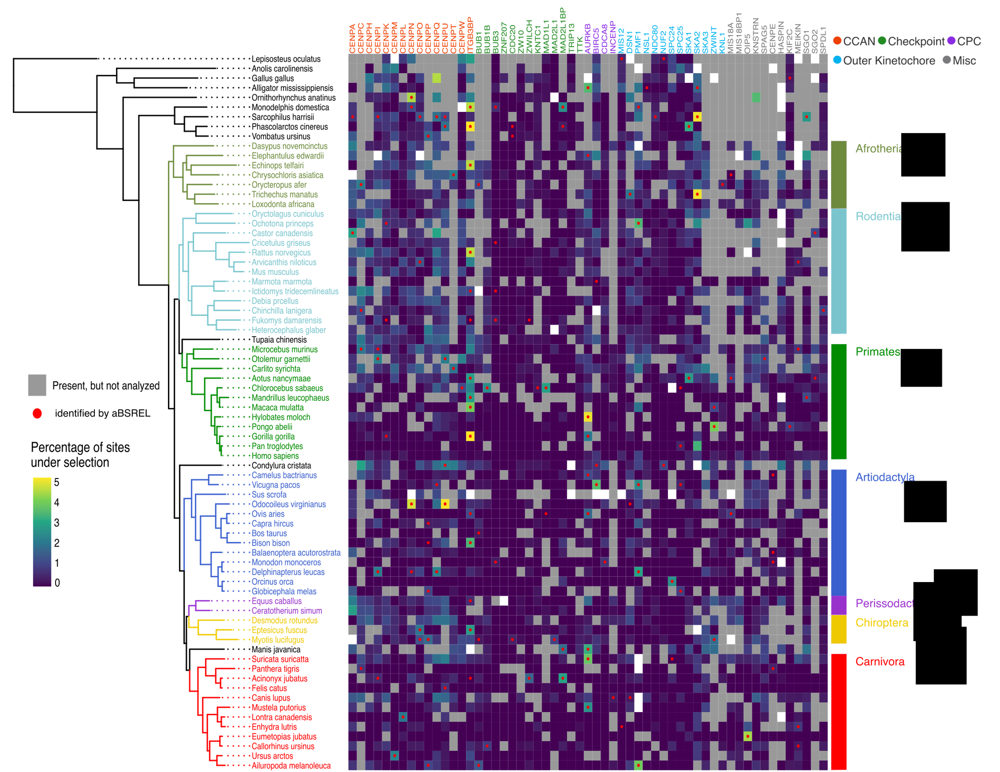 CENPA
CENPC
CENPH
CENPI
CENPK
CENPM
CENPL
CENPN
CENPO
CENPP
CENPQ
CENPU
CENPT
CENPW
ITGB3BP
BUB1
BUB1B
BUB3
ZNF207
CDC20
ZW10
ZWILCH
KNTC1
MAD1L1
MAD2L1
MAD2L1BP
TRIP13
TTK
AURKB
BIRC5
CDCA8
INCENP
MIS12
DSN1
PMF1
NSL1
NDC80
NUF2
SPC24
SPC25
SKA1
SKA2
SKA3
ZWINT
KNL1
MIS18A
MIS18BP1
OIP5
KNSTRN
SPAG5
CENPE
HASPIN
KIF2C
MEIKIN
SGO1
SGO2
SPDL1
CCAN Checkpoint CPC
Outer Kinetochore Misc
Lepisosteus oculatus
Anolis carolinensis
Gallus gallus
Alligator mississippiensis
Ornithorhynchus anatinus
Monodelphis domestica
Sarcophilus harrisii
Phascolarctos cinereus
Vombatus ursinus
Dasypus novemcinctus
Elephantulus edwardii
Echinops telfairi
Chrysochloris asiatica
Orycteropus afer
Trichechus manatus
Loxodonta africana
Oryctolagus cuniculus
Ochotona princeps
Castor canadensis
Cricetulus griseus
Rattus norvegicus
Arvicanthis niloticus
Mus musculus
Marmota marmota
Ictidomys tridecemlineatus
Debia prcellus
Chinchilla lanigera
Fukomys damarensis
Heterocephalus glaber
Tupaia chinensis
Microcebus murinus
Otolemur garnettii
Carlito syrichta
Aotus nancymaae
Chlorocebus sabaeus
Mandrillus leucophaeus
Macaca mulatta
Hylobates moloch
Pongo abelii
Gorilla gorilla
Pan troglodytes
Homo sapiens
Condylura cristata
Camelus bactrianus
Vicugna pacos
Sus scrofa
Odocoileus virginianus
Ovis aries
Capra hircus
Bos taurus
Bison bison
Balaenoptera acutorostrata
Monodon monoceros
Delphinapterus leucas
Orcinus orca
Globicephala melas
Equus caballus
Ceratotherium simum
Desmodus rotundus
Eptesicus fuscus
Myotis lucifugus
Manis javanica
Suricata suricatta
Panthera tigris
Acinonyx jubatus
Felis catus
Canis lupus
Mustela putorius
Lontra canadensis
Enhydra lutris
Eumetopias jubatus
Callorhinus ursinus
Ursus arctos
Ailuropoda melanoleuca
Afrotheria
Rodentia
Primates
Artiodactyla
Perissodact
Chiroptera
Carnivora
Present, but not analyzed
identified by aBSREL
Percentage of sites
under selection
5
4
3
2
1
0